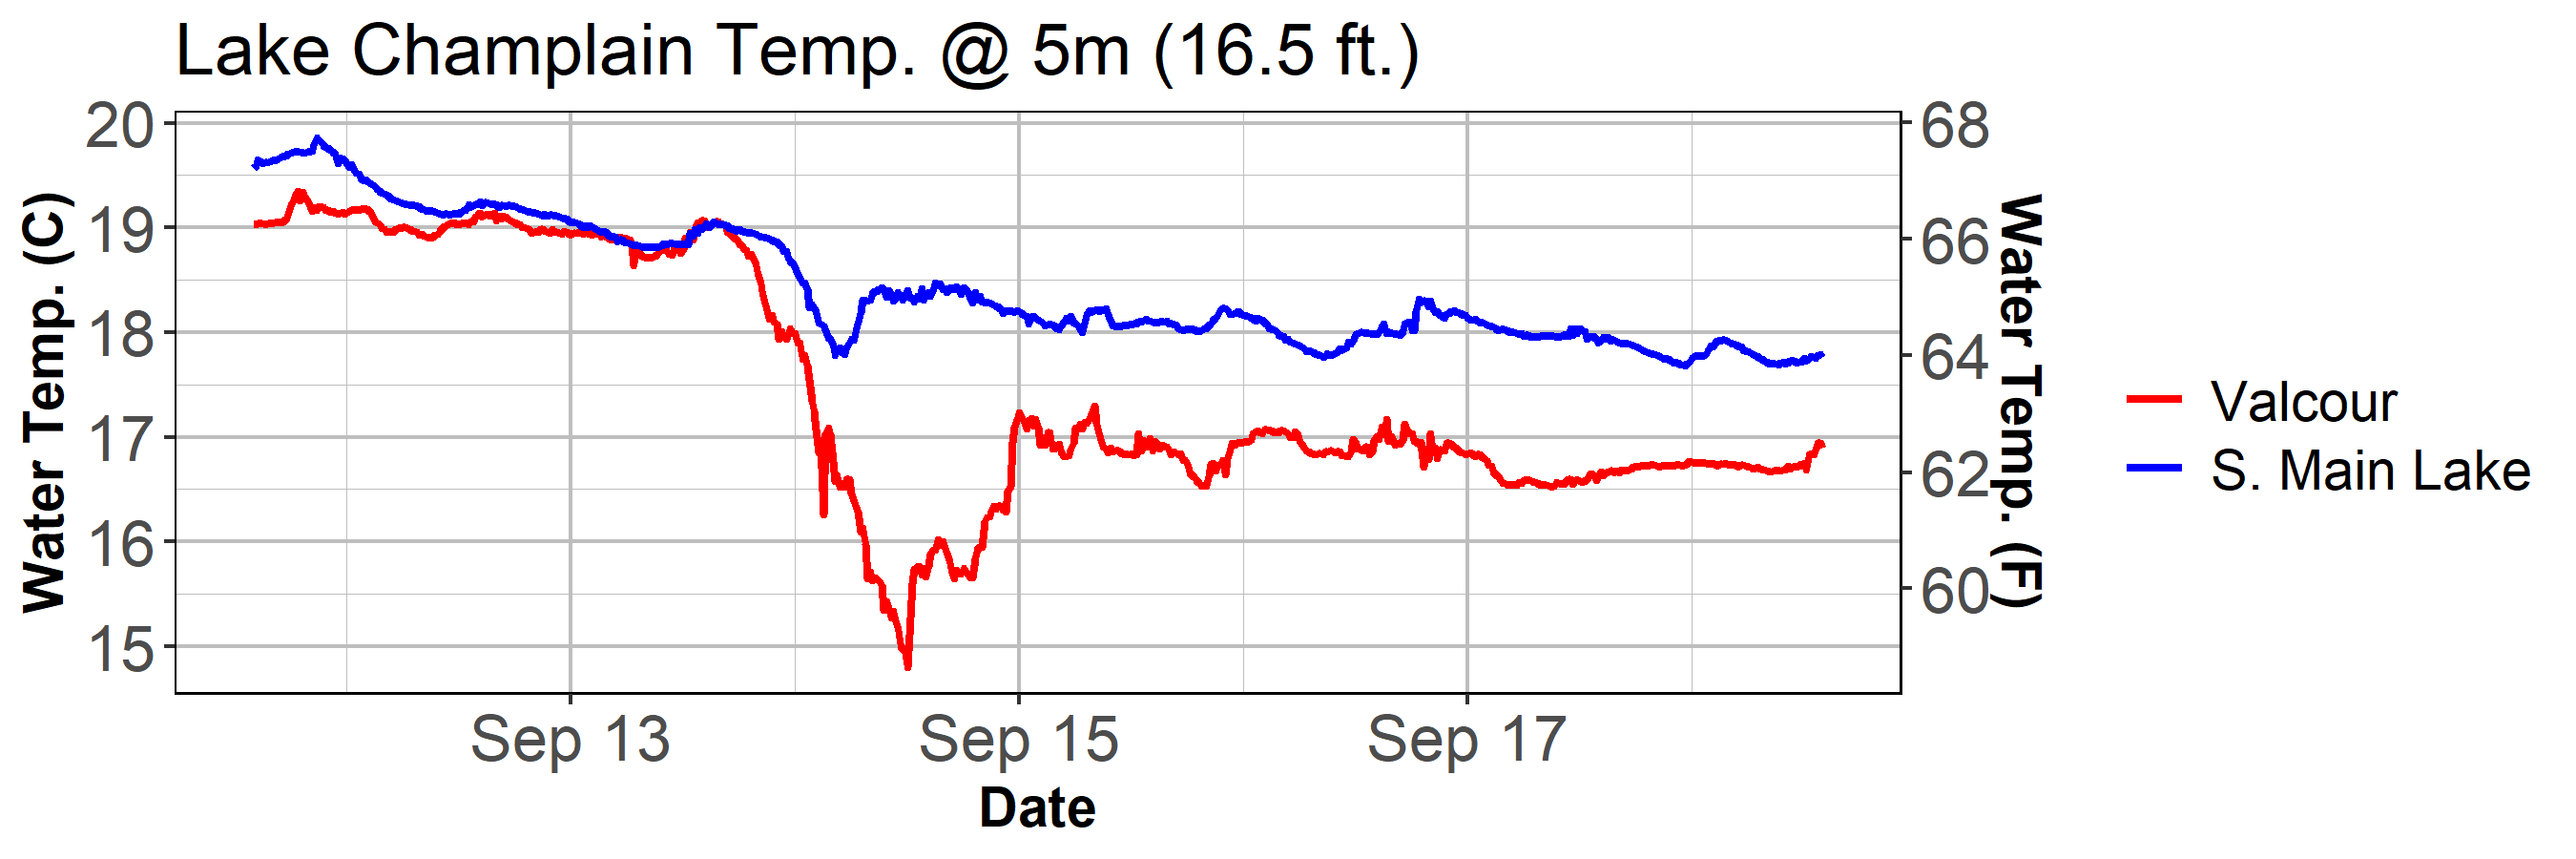 Lake Champlain Temp. @ 5m (16.5 ft.)
Water Temp. (C)
20
19
18
17
16
15
68
66
64
62
60
Water Temp. (F)
Sep 13
Sep 15
Sep 17
Date
Valcour
S. Main Lake